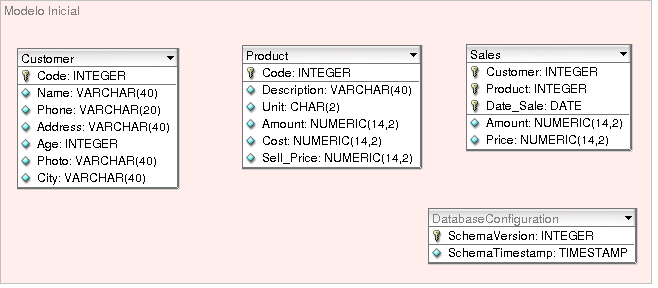 Modelo Inicial
Customer
Code: INTEGER
Name: VARCHAR(40)
Phone: VARCHAR(20)
Address: VARCHAR(40)
Age: INTEGER
Photo: VARCHAR(40)
City: VARCHAR(40)
Product
Code: INTEGER
Description: VARCHAR(40)
Unit: CHAR(2)
Amount: NUMERIC(14,2)
Cost: NUMERIC(14,2)
Sell_Price: NUMERIC(14,2)
Sales
Customer: INTEGER
Product: INTEGER
Date_Sale: DATE
Amount: NUMERIC(14,2)
Price: NUMERIC(14,2)
DatabaseConfiguration
SchemaVersion: INTEGER
SchemaTimestamp: TIMESTAMP